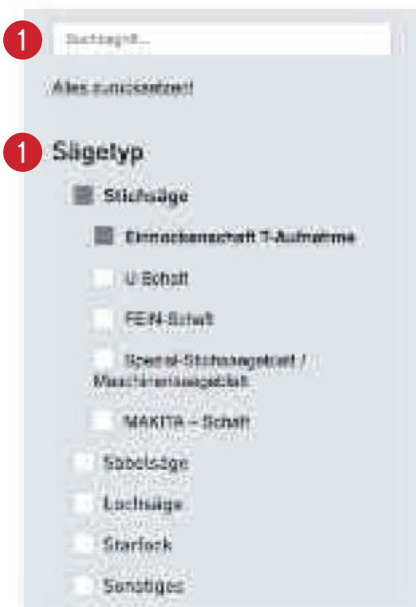 1
Suchbegriff...
Alles zurücksetzen!
1
Sägetyp
Stichsäge
Einnockenschaft T-Aufnahme
U-Schaft
FEIN-Schaft
Spezial-Stichsägeblatt /
Maschinensägeblatt
MAKITA – Schaft
Säbelsäge
Lochsäge
Starlock
Sonstiges